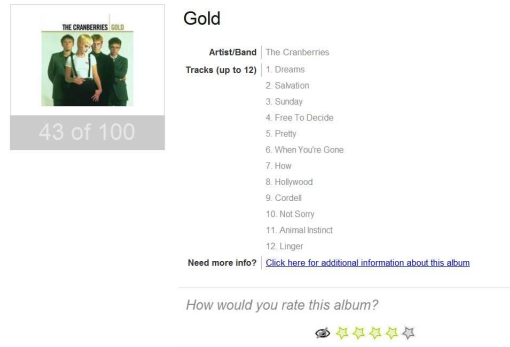 Gold
THE CRANBERRIES GOLD
43 of 100
Artist/Band The Cranberries
Tracks (up to 12) 1. Dreams
2. Salvation
3. Sunday
4. Free To Decide
5. Pretty
6. When You're Gone
7. How
8. Hollywood
9. Cordell
10. Not Sorry
11. Animal Instinct
12. Linger
Need more info? Click here for additional information about this album
How would you rate this album?